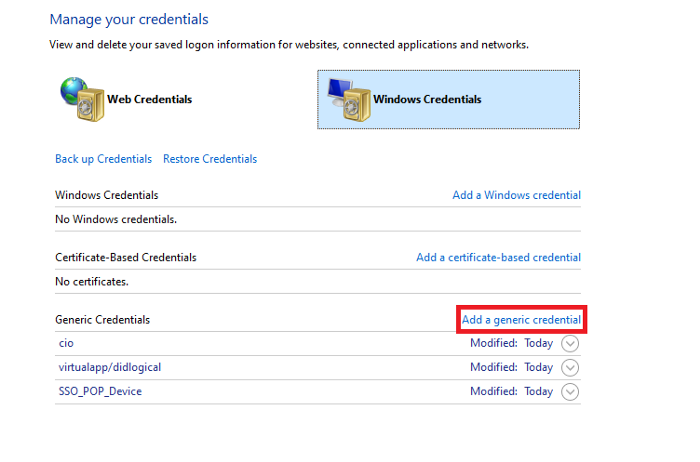 Manage your credentials
View and delete your saved logon information for websites, connected applications and networks.
Web Credentials Windows Credentials
Back up Credentials Restore Credentials
Windows Credentials Add a Windows credential
No Windows credentials.
Certificate-Based Credentials Add a certificate-based credential
No certificates.
Generic Credentials Add a generic credential
cio Modified: Today
virtualapp/didlogical Modified: Today
SSO_POP_Device Modified: Today